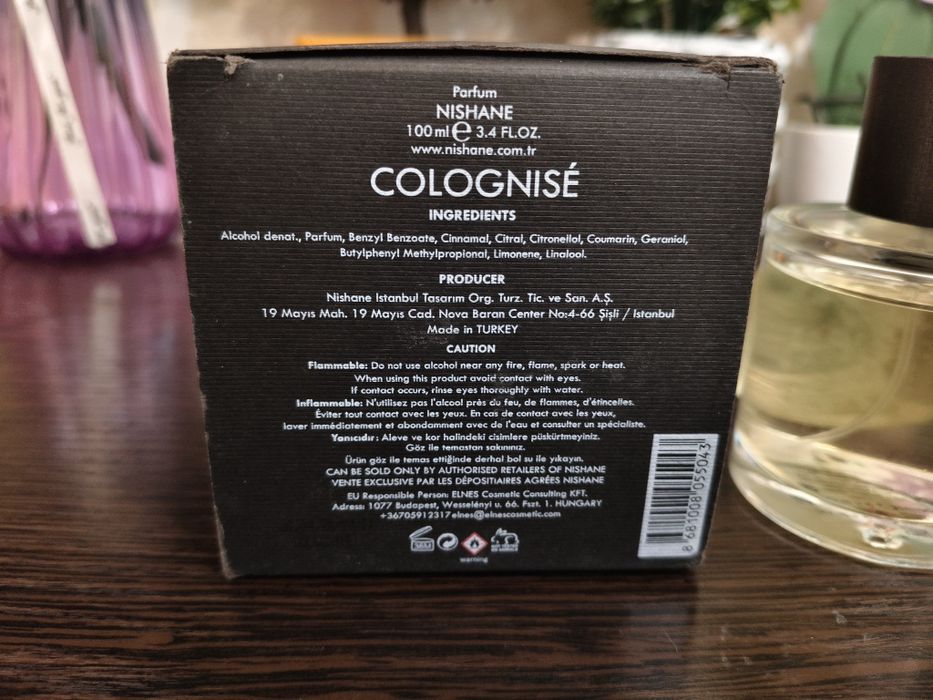 Parfum
NISHANE
100 ml e 3.4 FL.OZ.
www.nishane.com.tr
COLOGNISÉ
INGREDIENTS
Alcohol denat., Parfum, Benzyl Benzoate, Cinnamal, Citral, Citronellol, Coumarin, Geraniol,
Butylphenyl Methylpropional, Limonene, Linalool.
PRODUCER
Nishane Istanbul Tasarım Org. Turz. Tic. ve San. A.Ş.
19 Mayıs Mah. 19 Mayıs Cad. Nova Baran Center No:4-66 Şişli / Istanbul
Made in TURKEY
CAUTION
Flammable: Do not use alcohol near any fire, flame, spark or heat.
When using this product avoid contact with eyes.
If contact occurs, rinse eyes thoroughly with water.
Inflammable: N'utilisez pas l'alcool près du feu, de flammes, d'étincelles.
Éviter tout contact avec les yeux. En cas de contact avec les yeux,
laver immédiatement et abondamment avec de l'eau et consulter un spécialiste.
Yanıcıdır: Aleve ve kor halindeki cisimlere püskürtmeyiniz.
Göz ile temastan sakınınız.
Ürün göz ile temas ettiğinde derhal bol su ile yıkayın.
CAN BE SOLD ONLY BY AUTHORISED RETAILERS OF NISHANE
VENTE EXCLUSIVE PAR LES DÉPOSITAIRES AGRÉES NISHANE
EU Responsible Person: ELNES Cosmetic Consulting KFT.
Adress: 1077 Budapest, Wesselényi u. 66. Fszt. 1. HUNGARY
+36705912317 elnes@elnescosmetic.com
warning
8 681008 055043